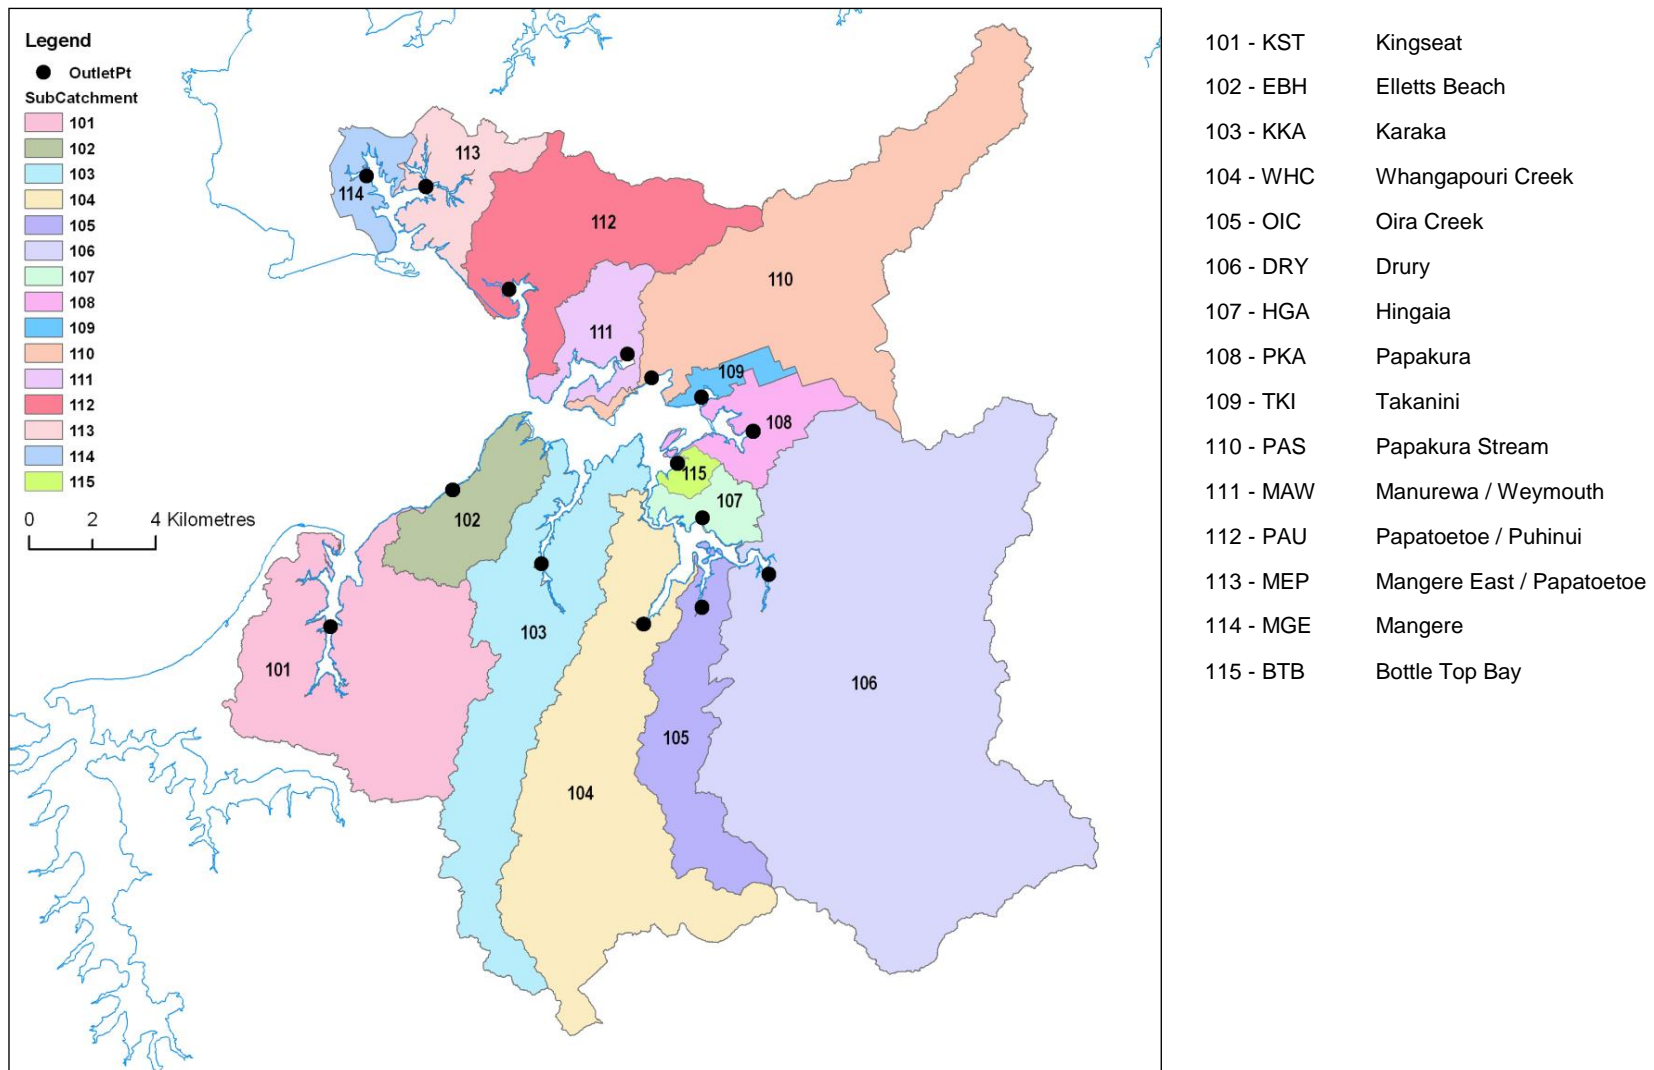 Legend
OutletPt
SubCatchment
101
102
103
104
105
106
107
108
109
110
111
112
113
114
115
0 2 4 Kilometres
113
114
112
110
111
109
108
115
107
102
103
101
106
105
104
101 - KST Kingseat
102 - EBH Elletts Beach
103 - KKA Karaka
104 - WHC Whangapouri Creek
105 - OIC Oira Creek
106 - DRY Drury
107 - HGA Hingaia
108 - PKA Papakura
109 - TKI Takanini
110 - PAS Papakura Stream
111 - MAW Manurewa / Weymouth
112 - PAU Papatoetoe / Puhinui
113 - MEP Mangere East / Papatoetoe
114 - MGE Mangere
115 - BTB Bottle Top Bay